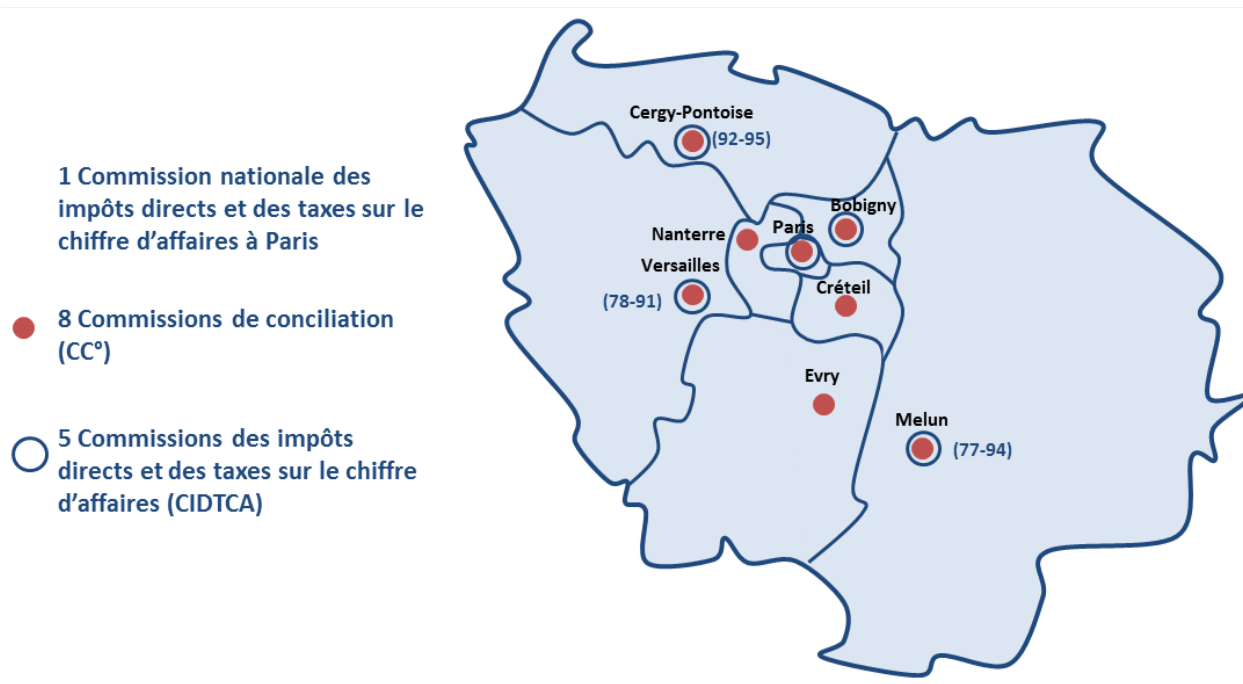 1 Commission nationale des
impôts directs et des taxes sur le
chiffre d'affaires à Paris
8 Commissions de conciliation
(CC°)
5 Commissions des impôts
directs et des taxes sur le chiffre
d'affaires (CIDTCA)
Cergy-Pontoise
(92-95)
Bobigny
Paris
Nanterre
Versailles
(78-91)
Créteil
Evry
Melun
(77-94)